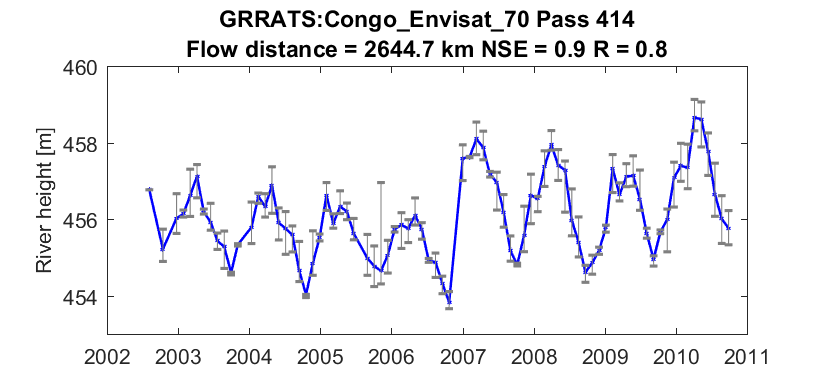 GRRATS:Congo_Envisat_70 Pass 414
Flow distance = 2644.7 km NSE = 0.9 R = 0.8
River height [m]
460
458
456
454
2002 2003 2004 2005 2006 2007 2008 2009 2010 2011